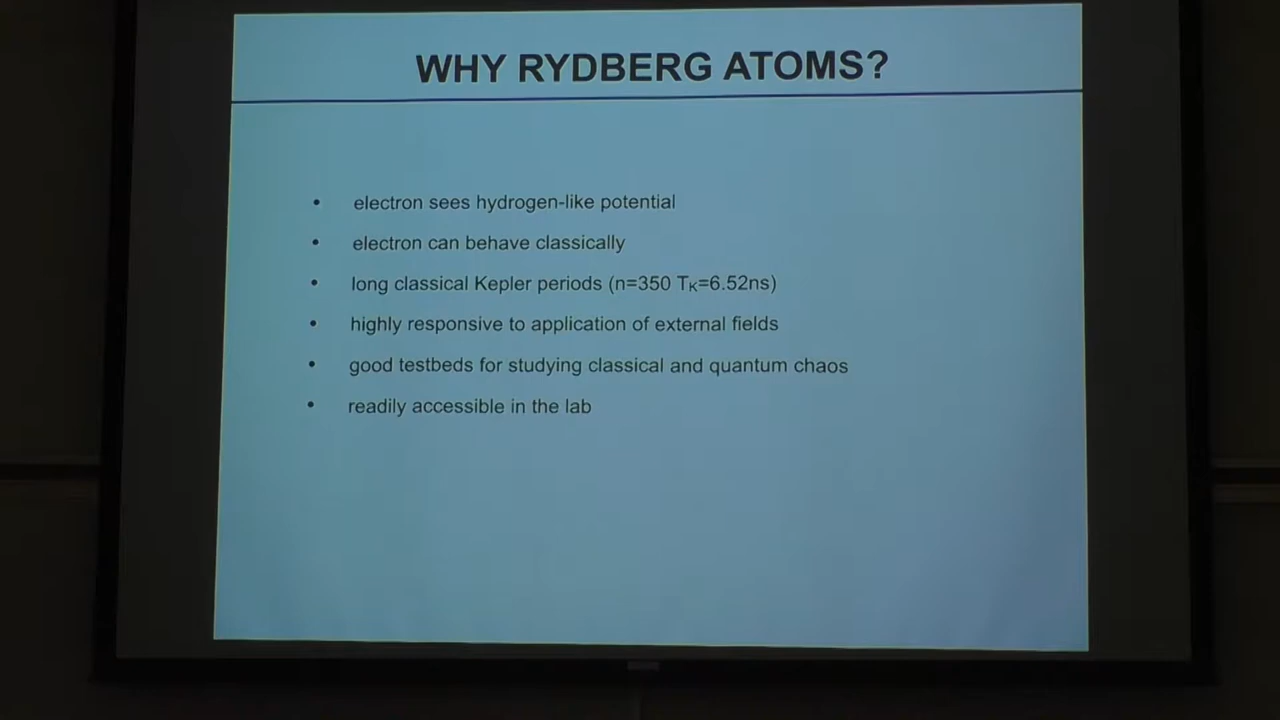 WHY RYDBERG ATOMS?
• electron sees hydrogen-like potential
• electron can behave classically
• long classical Kepler periods (n=350 Tₖ=6.52ns)
• highly responsive to application of external fields
• good testbeds for studying classical and quantum chaos
• readily accessible in the lab